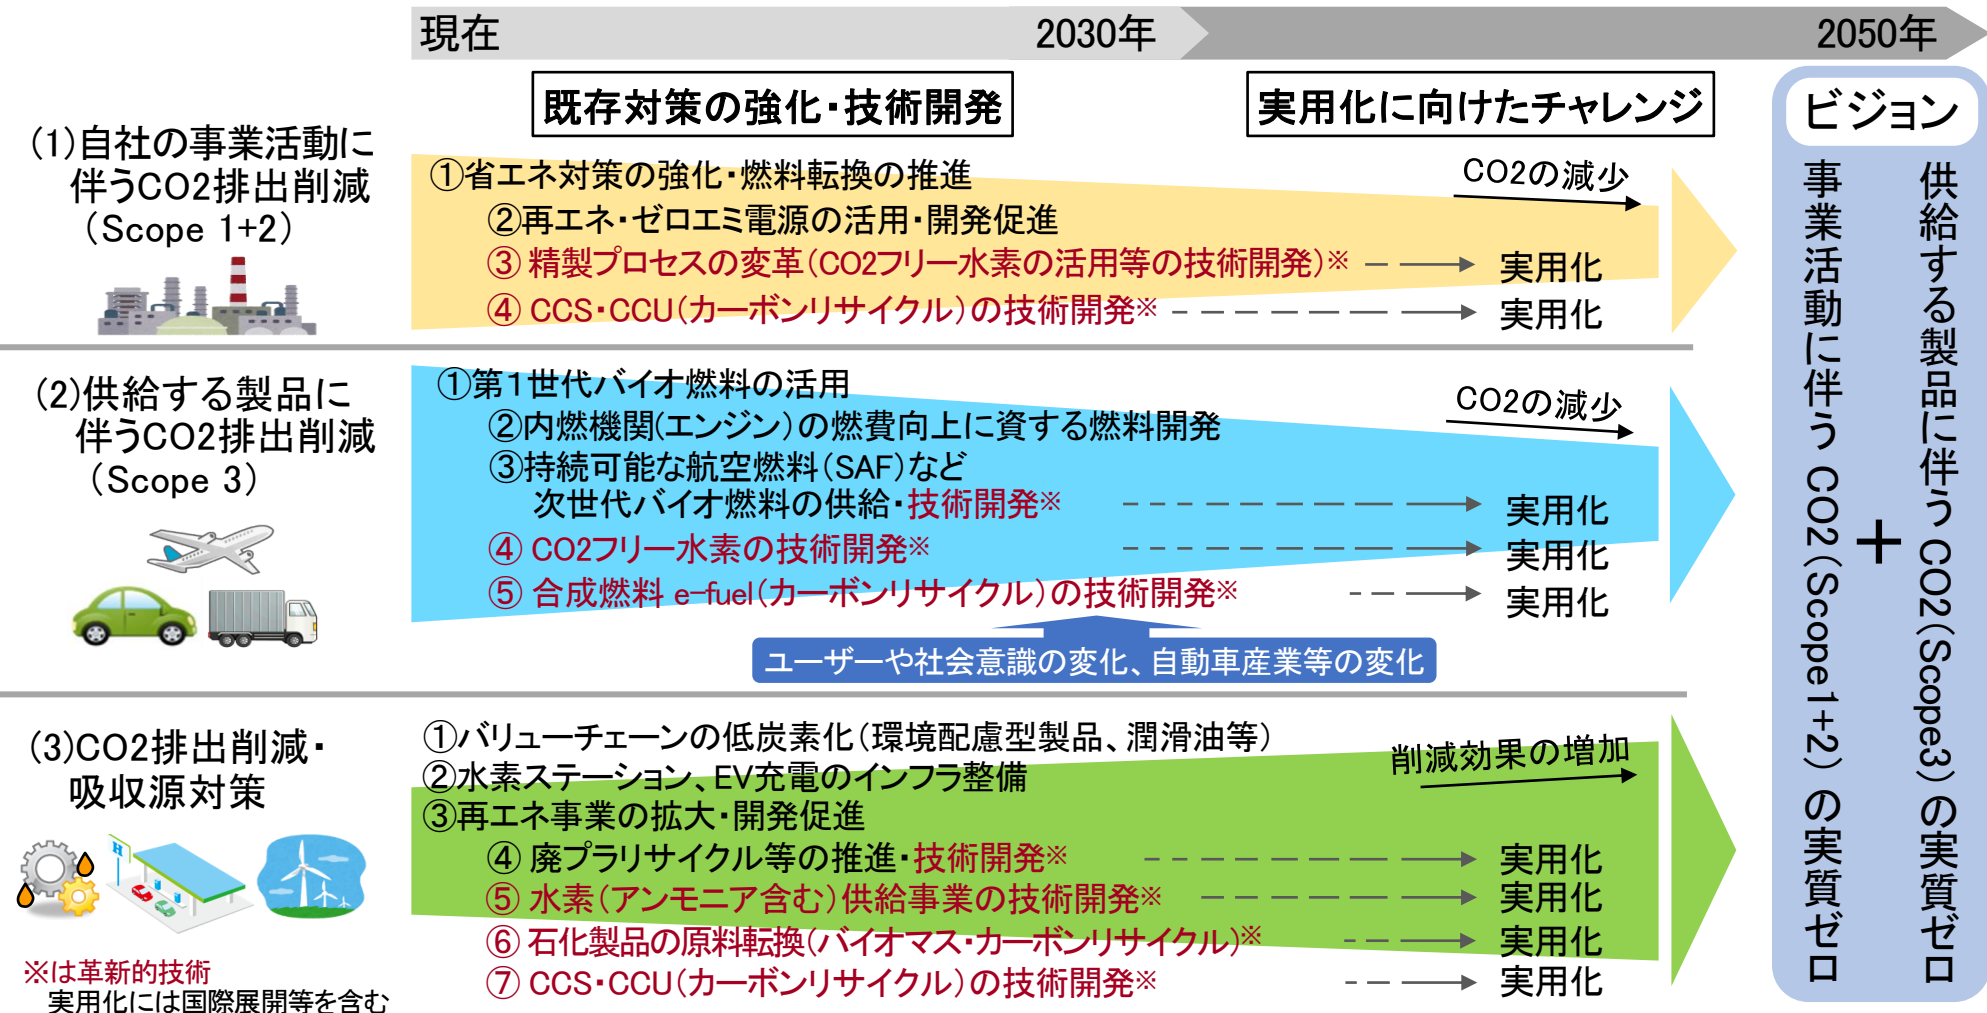 現在
2030年
2050年
既存対策の強化・技術開発
実用化に向けたチャレンジ
ビジョン
(1)自社の事業活動に
伴うCO2排出削減
(Scope 1+2)
①省エネ対策の強化・燃料転換の推進
CO2の減少
②再エネ・ゼロエミ電源の活用・開発促進
③ 精製プロセスの変革(CO2フリー水素の活用等の技術開発)※
実用化
④ CCS・CCU(カーボンリサイクル)の技術開発※
実用化
(2)供給する製品に
伴うCO2排出削減
(Scope 3)
①第1世代バイオ燃料の活用
CO2の減少
②内燃機関(エンジン)の燃費向上に資する燃料開発
③持続可能な航空燃料(SAF)など
次世代バイオ燃料の供給・技術開発※
実用化
④ CO2フリー水素の技術開発※
実用化
⑤ 合成燃料 e-fuel(カーボンリサイクル)の技術開発※
実用化
ユーザーや社会意識の変化、自動車産業等の変化
(3)CO2排出削減・
吸収源対策
H
①バリューチェーンの低炭素化(環境配慮型製品、潤滑油等)
削減効果の増加
②水素ステーション、EV充電のインフラ整備
③再エネ事業の拡大・開発促進
④ 廃プラリサイクル等の推進・技術開発※
実用化
⑤ 水素(アンモニア含む)供給事業の技術開発※
実用化
⑥ 石化製品の原料転換(バイオマス・カーボンリサイクル)※
実用化
⑦ CCS・CCU(カーボンリサイクル)の技術開発※
実用化
※は革新的技術
実用化には国際展開等を含む
事業活動に伴う CO2(Scope1+2)の実質ゼロ
+
供給する製品に伴う CO2(Scope3)の実質ゼロ